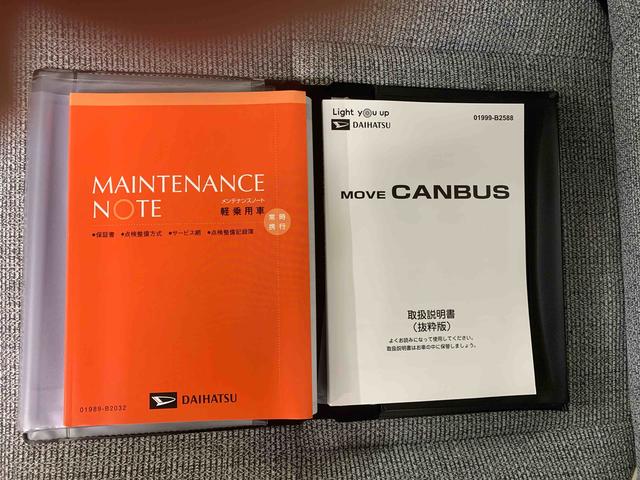 MAINTENANCE
NOTE
メンテナンスノート
軽乗用車
常時
携行
●保証書 ●点検整備方式 ●サービス網 ●点検整備記録簿
01989-B2032
DAIHATSU
Light you up
DAIHATSU
01999-B2588
MOVE CANBUS
取扱説明書
（抜粋版）
よくお読みになって使用してください。
取扱説明書はお車の中に保管しましょう。